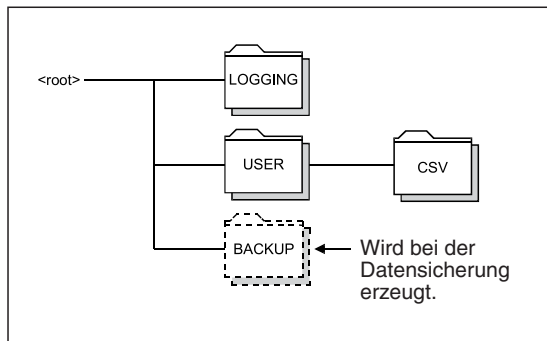 <root>
LOGGING
USER
CSV
BACKUP
Wird bei der
Datensicherung
erzeugt.